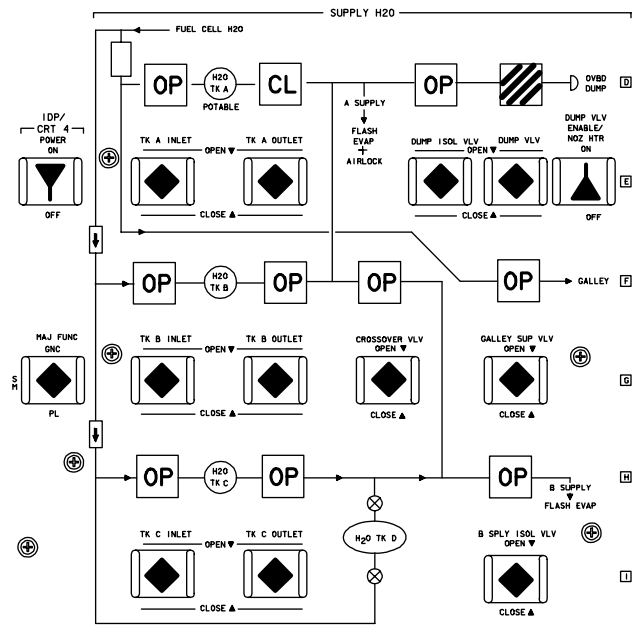 SUPPLY H2O
FUEL CELL H2O
OP
H2O
TK A
POTABLE
CL
A SUPPLY
FLASH
EVAP
+
AIRLOCK
OP
OVBD
DUMP
D
IDP/
CRT 4
POWER
ON
OFF
TK A INLET
TK A OUTLET
OPEN ▼
CLOSE ▲
DUMP ISOL VLV
DUMP VLV
OPEN ▼
CLOSE ▲
DUMP VLV
ENABLE/
NOZ HTR
ON
OFF
E
OP
H2O
TK B
OP
OP
OP
GALLEY
F
MAJ FUNC
GNC
SM
PL
TK B INLET
TK B OUTLET
OPEN ▼
CLOSE ▲
CROSSOVER VLV
OPEN ▼
CLOSE ▲
GALLEY SUP VLV
OPEN ▼
CLOSE ▲
G
OP
H2O
TK C
OP
OP
B SUPPLY
FLASH EVAP
H
TK C INLET
TK C OUTLET
OPEN ▼
CLOSE ▲
H2O TK D
B SPLY ISOL VLV
OPEN ▼
CLOSE ▲
I